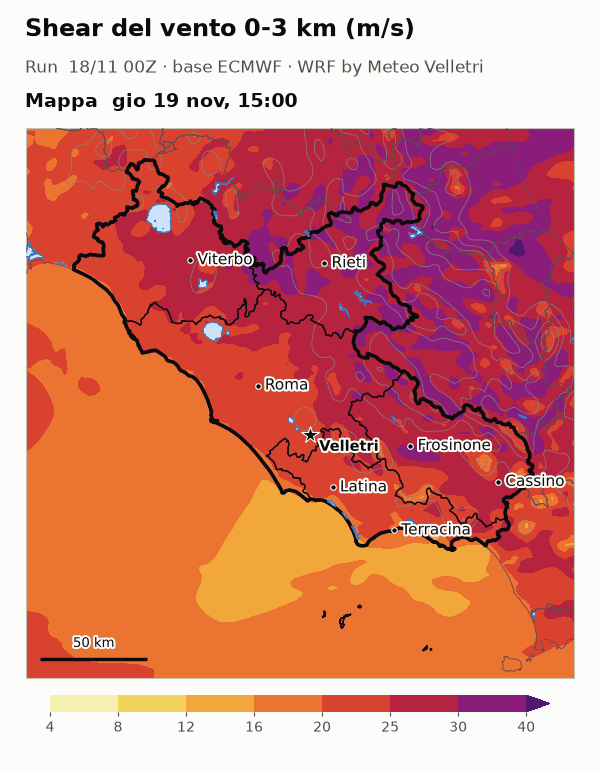 Shear del vento 0-3 km (m/s)
Run  18/11 00Z · base ECMWF · WRF by Meteo Velletri
Mappa  gio 19 nov, 15:00
Viterbo
Rieti
Roma
Velletri
Frosinone
Latina
Cassino
Terracina
50 km
4 8 12 16 20 25 30 40